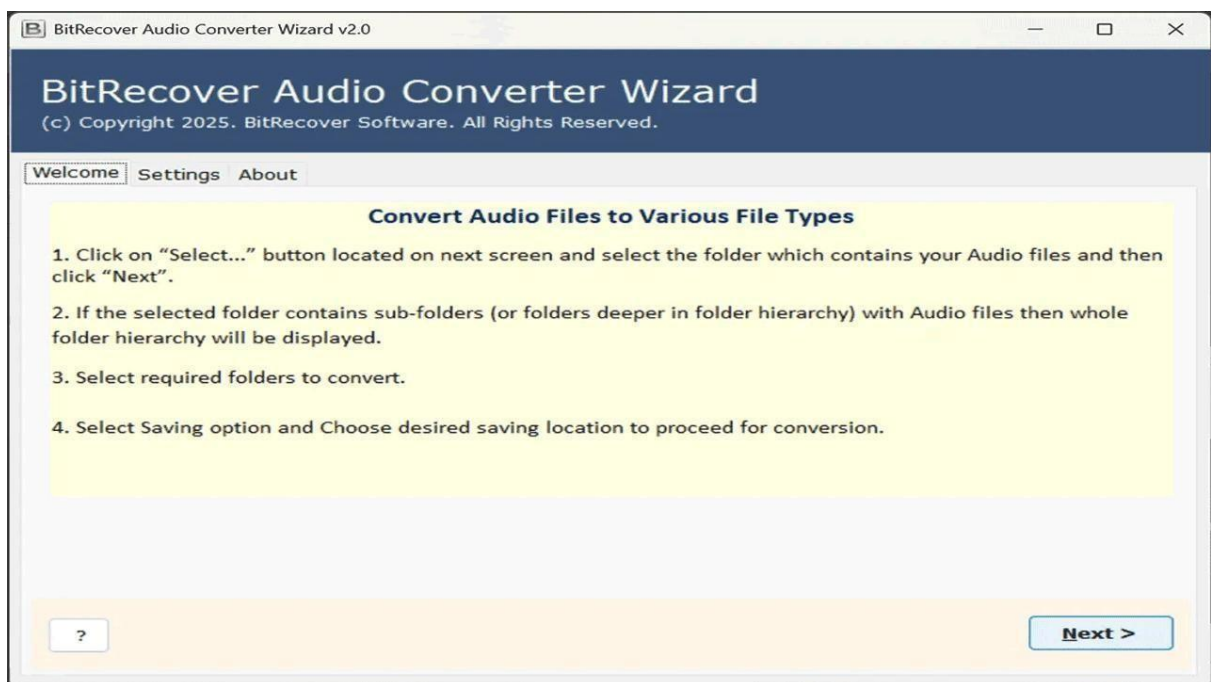 BitRecover Audio Converter Wizard v2.0
BitRecover Audio Converter Wizard
(c) Copyright 2025. BitRecover Software. All Rights Reserved.
Welcome Settings About
Convert Audio Files to Various File Types
1. Click on “Select...” button located on next screen and select the folder which contains your Audio files and then
click “Next”.
2. If the selected folder contains sub-folders (or folders deeper in folder hierarchy) with Audio files then whole
folder hierarchy will be displayed.
3. Select required folders to convert.
4. Select Saving option and Choose desired saving location to proceed for conversion.
? Next >